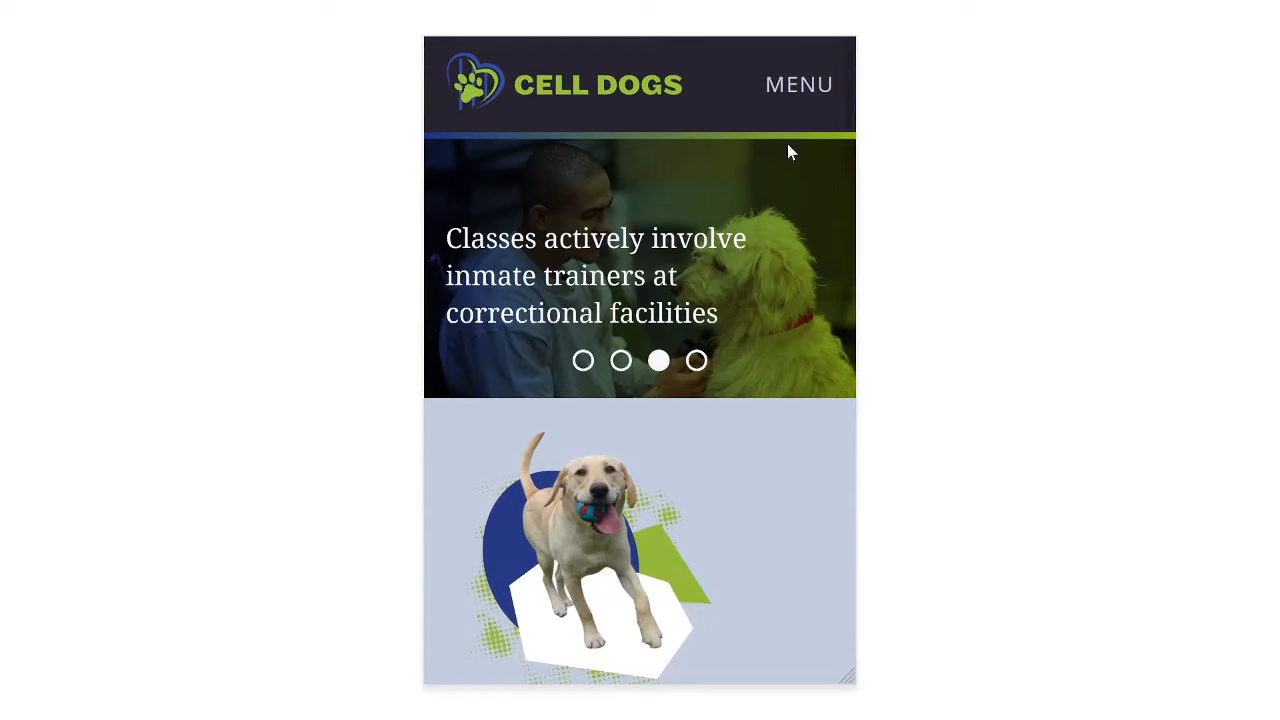 CELL DOGS
MENU
Classes actively involve
inmate trainers at
correctional facilities